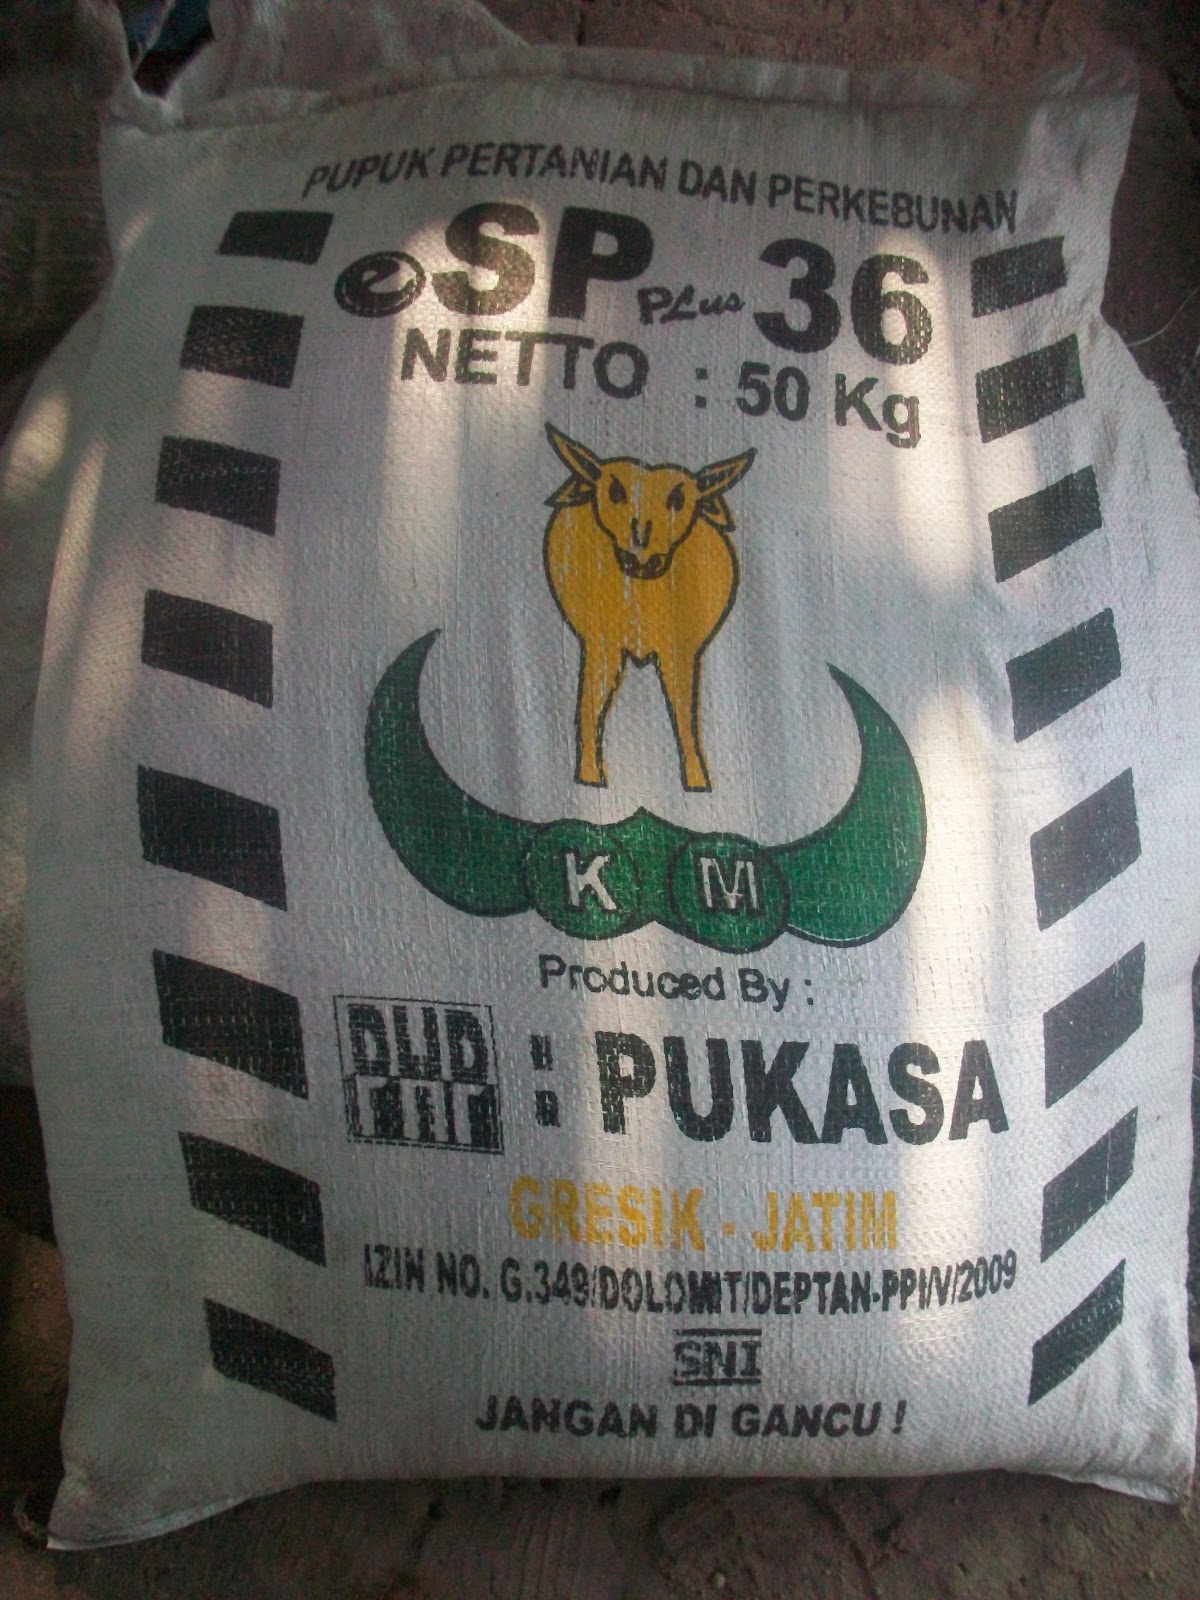 PUPUK PERTANIAN DAN PERKEBUNAN
eSP Plus 36
NETTO : 50 Kg
K M
Produced By :
: PUKASA
GRESIK - JATIM
IZIN NO. G.349/DOLOMIT/DEPTAN-PPI/V/2009
SNI
JANGAN DI GANCU !